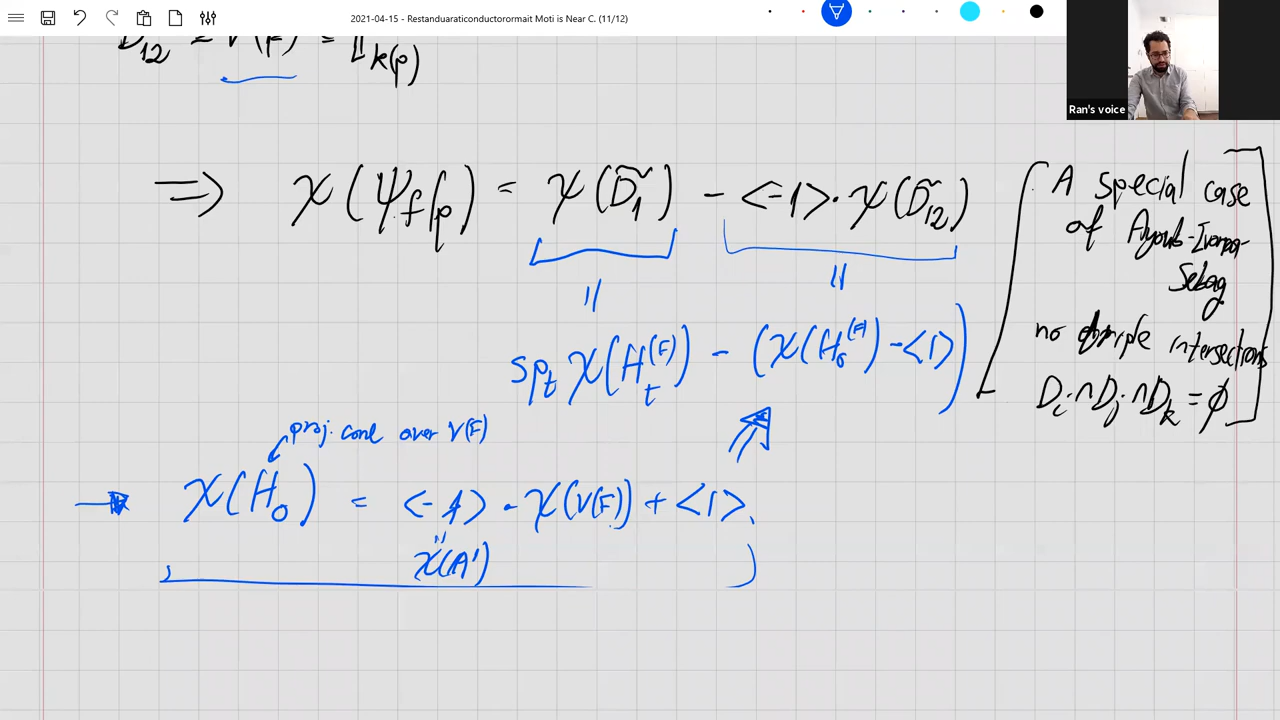 2021-04-15 - Restanduaraticonductorormait Moti is Near C. (11/12)
Ran's voice
D₁₂ = V(F) = ∐ k(p)
⟹ χ(ψ_f|p) = χ(D̃₁) - <-1>·χ(D̃₁₂)
|| ||
sp_t χ(H_t^(F)) - (χ(H_0^(F)) - <1>)
proj. cone over V(F)
→ χ(H_0) = <-1> · χ(V(F)) + <1>.
||
χ(A¹)
[A special case
of Ayoub-Ivorra-
Sebag
no triple intersections
D_i ∩ D_j ∩ D_k = ∅]